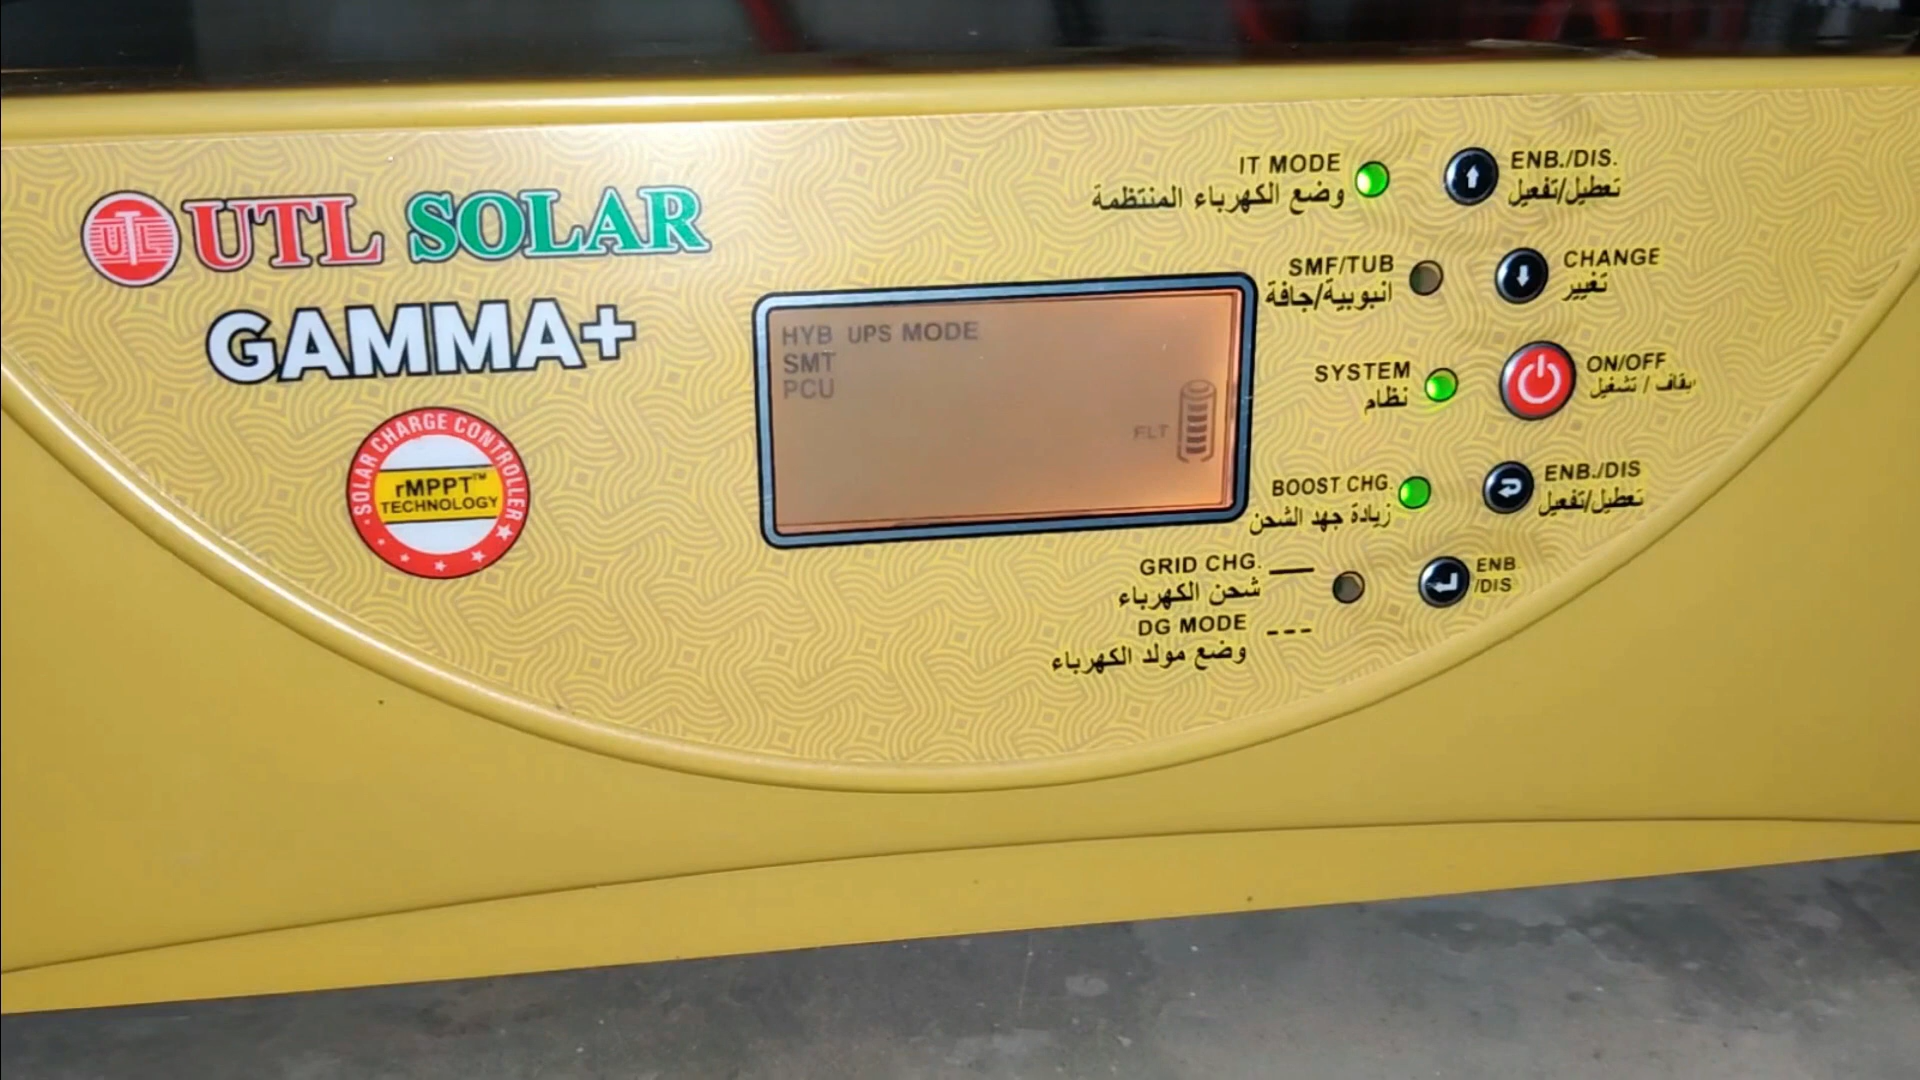 UTL
UTL SOLAR
GAMMA+
SOLAR CHARGE CONTROLLER
rMPPT™
TECHNOLOGY
HYB UPS MODE
SMT
PCU
FLT
IT MODE
وضع الكهرباء المنتظمة
ENB./DIS.
تعطيل/تفعيل
SMF/TUB
انبوبية/جافة
CHANGE
تغيير
SYSTEM
نظام
ON/OFF
يقاف / تشغيل
BOOST CHG.
زيادة جهد الشحن
ENB./DIS
تعطيل/تفعيل
GRID CHG.
شحن الكهرباء
ENB
/DIS
DG MODE
وضع مولد الكهرباء